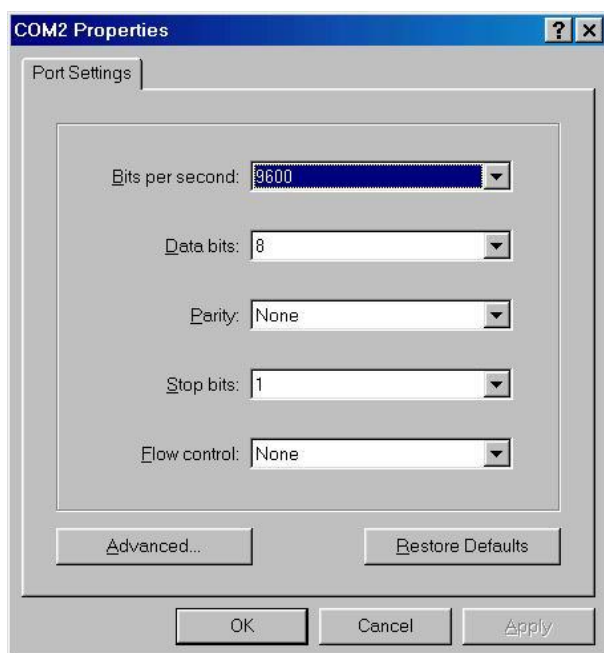 COM2 Properties
Port Settings
Bits per second: 9600
Data bits: 8
Parity: None
Stop bits: 1
Flow control: None
Advanced... Restore Defaults
OK Cancel Apply